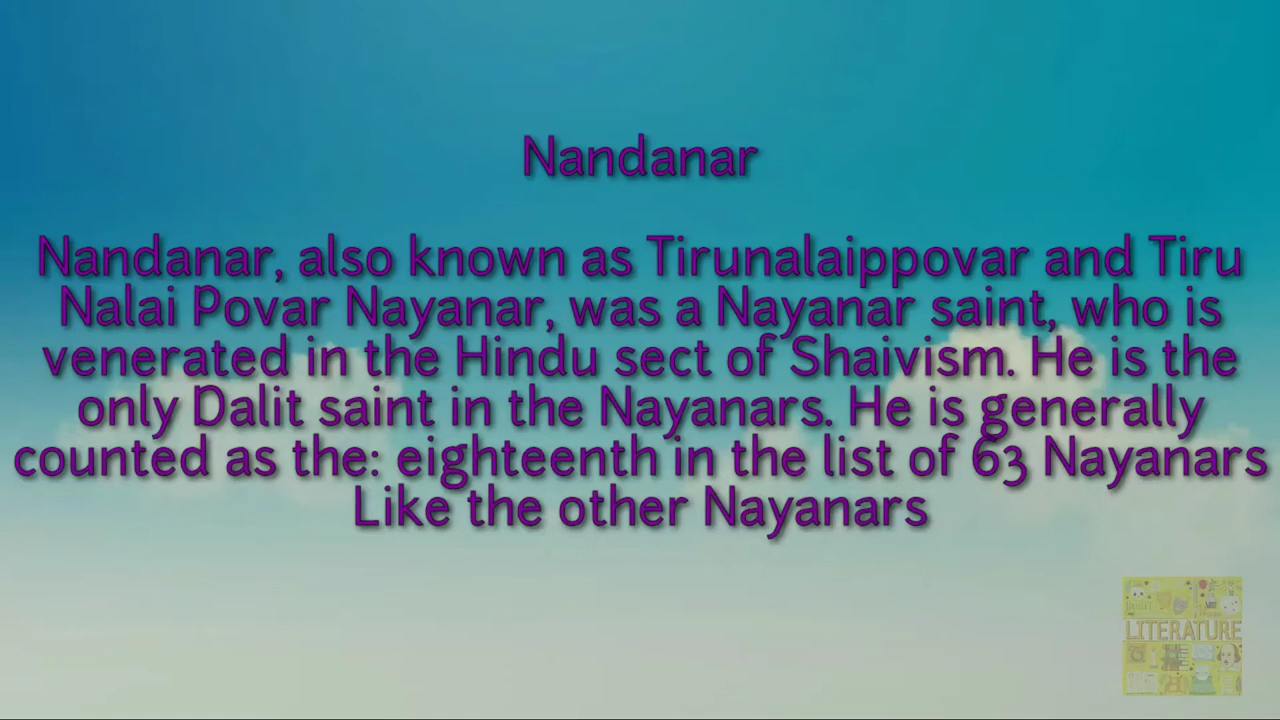 Nandanar
Nandanar, also known as Tirunalaippovar and Tiru
Nalai Povar Nayanar, was a Nayanar saint, who is
venerated in the Hindu sect of Shaivism. He is the
only Dalit saint in the Nayanars. He is generally
counted as the: eighteenth in the list of 63 Nayanars
Like the other Nayanars
LITERATURE